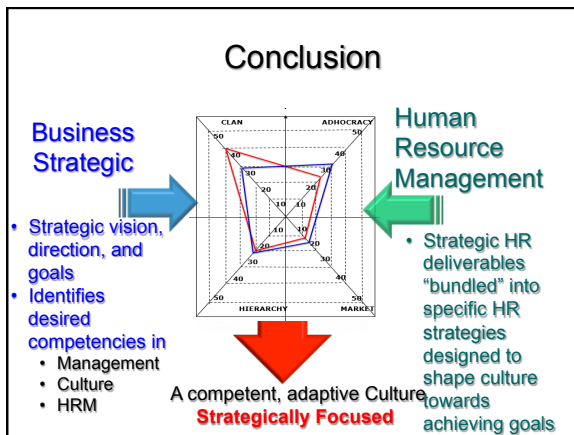 Conclusion
Business
Strategic
• Strategic vision,
direction, and
goals
• Identifies
desired
competencies in
• Management
• Culture
• HRM
CLAN
ADHOCRACY
50
50
40
40
30
30
20
20
10
10
10
10
20
20
30
30
40
40
50
50
HIERARCHY
MARKET
Human
Resource
Management
• Strategic HR
deliverables
“bundled” into
specific HR
strategies
designed to
shape culture
towards
achieving goals
A competent, adaptive Culture
Strategically Focused